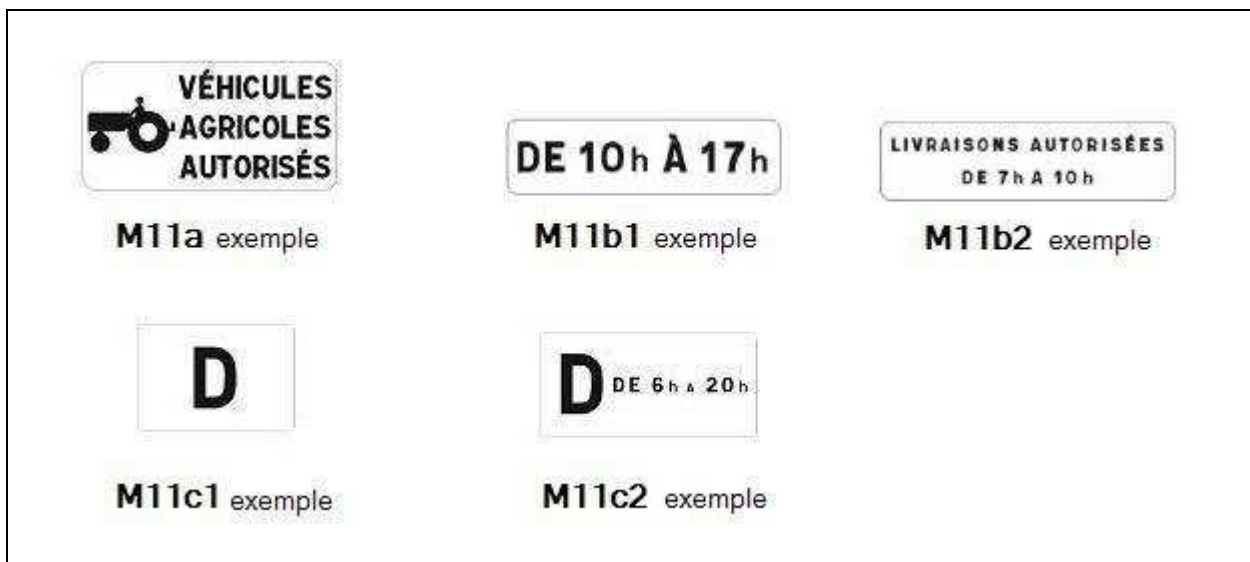 VÉHICULES
AGRICOLES
AUTORISÉS
M11a exemple
DE 10h À 17h
M11b1 exemple
LIVRAISONS AUTORISÉES
DE 7h A 10h
M11b2 exemple
D
M11c1 exemple
D DE 6h A 20h
M11c2 exemple